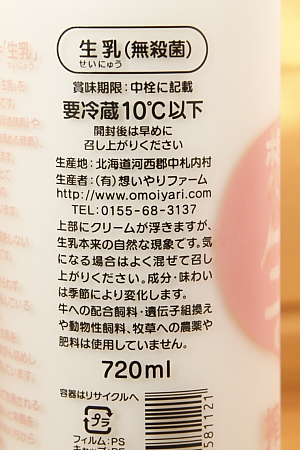 生乳(無殺菌)
せいにゅう
賞味期限：中栓に記載
要冷蔵10℃以下
開封後は早めに
召し上がりください
生産地：北海道河西郡中札内村
生産者：(有)想いやりファーム
http://www.omoiyari.com
TEL:0155-68-3137
上部にクリームが浮きますが、
生乳本来の自然な現象です。気
になる場合はよく混ぜて召し
上がりください。成分・味わい
は季節により変化します。
牛への配合飼料・遺伝子組換え
や動物性飼料、牧草への農薬や
肥料は使用していません。
720ml
容器はリサイクルへ
プラ
フィルム:PS
キャップ:PE
581121